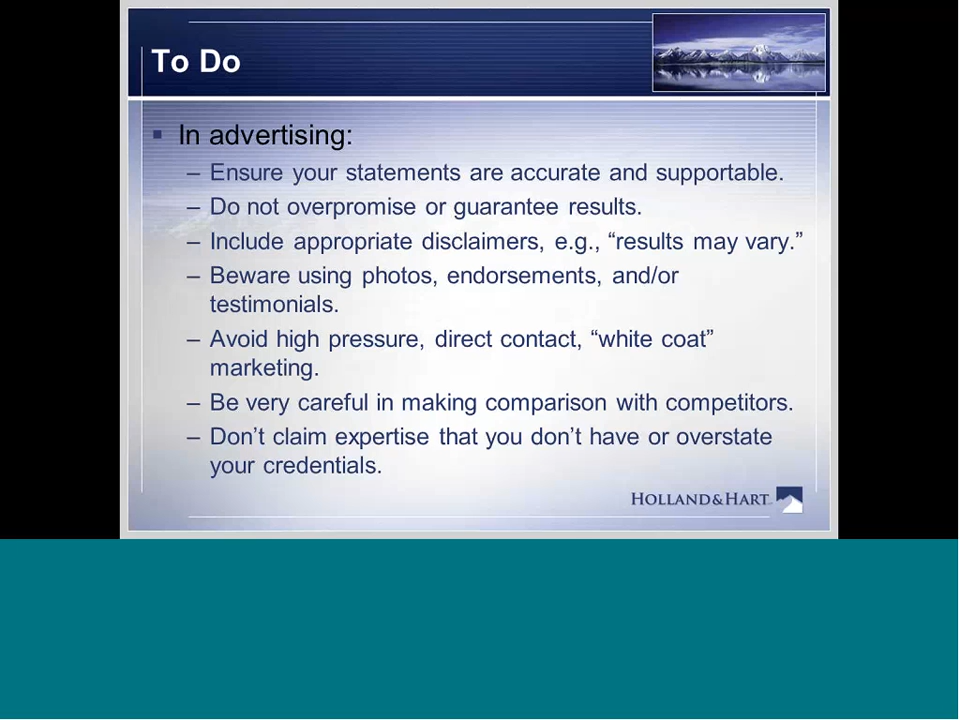 To Do
▪ In advertising:
– Ensure your statements are accurate and supportable.
– Do not overpromise or guarantee results.
– Include appropriate disclaimers, e.g., “results may vary.”
– Beware using photos, endorsements, and/or
testimonials.
– Avoid high pressure, direct contact, “white coat”
marketing.
– Be very careful in making comparison with competitors.
– Don’t claim expertise that you don’t have or overstate
your credentials.
HOLLAND&HART